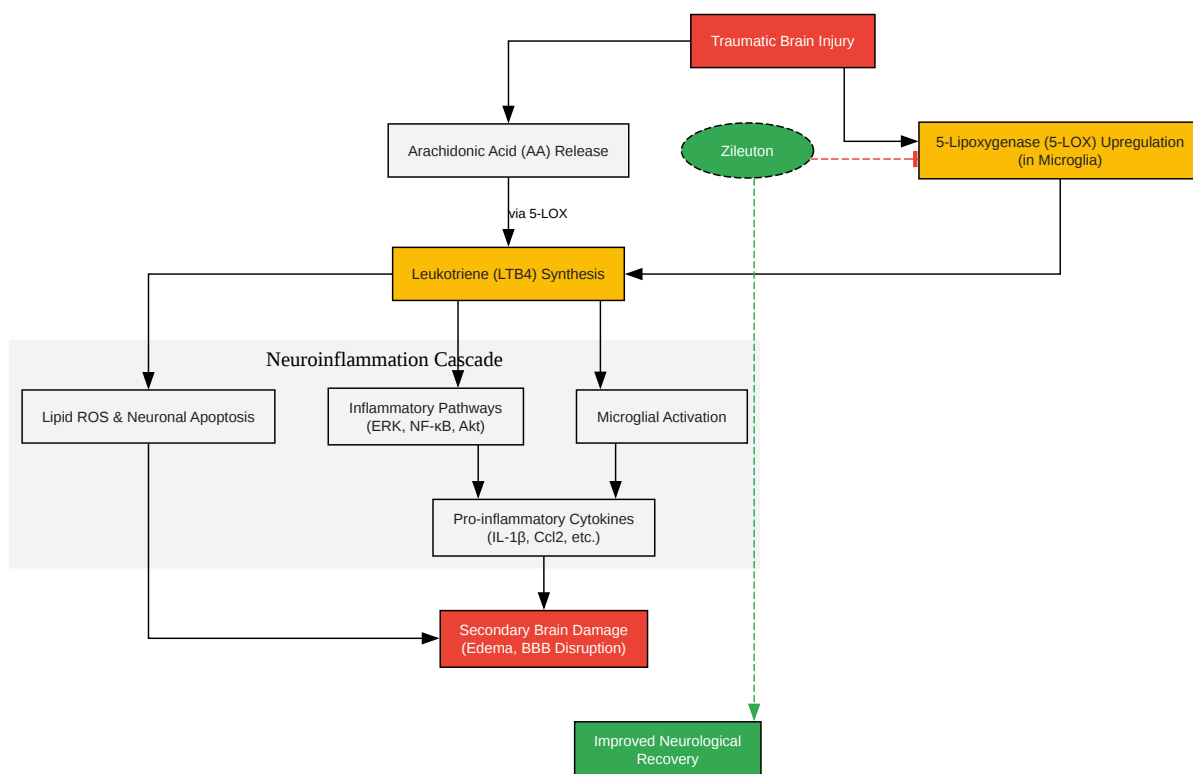 Traumatic Brain Injury
Arachidonic Acid (AA) Release
Zileuton
5-Lipoxygenase (5-LOX) Upregulation
(in Microglia)
via 5-LOX
Leukotriene (LTB4) Synthesis
Neuroinflammation Cascade
Lipid ROS & Neuronal Apoptosis
Inflammatory Pathways
(ERK, NF-κB, Akt)
Microglial Activation
Pro-inflammatory Cytokines
(IL-1β, Ccl2, etc.)
Secondary Brain Damage
(Edema, BBB Disruption)
Improved Neurological
Recovery